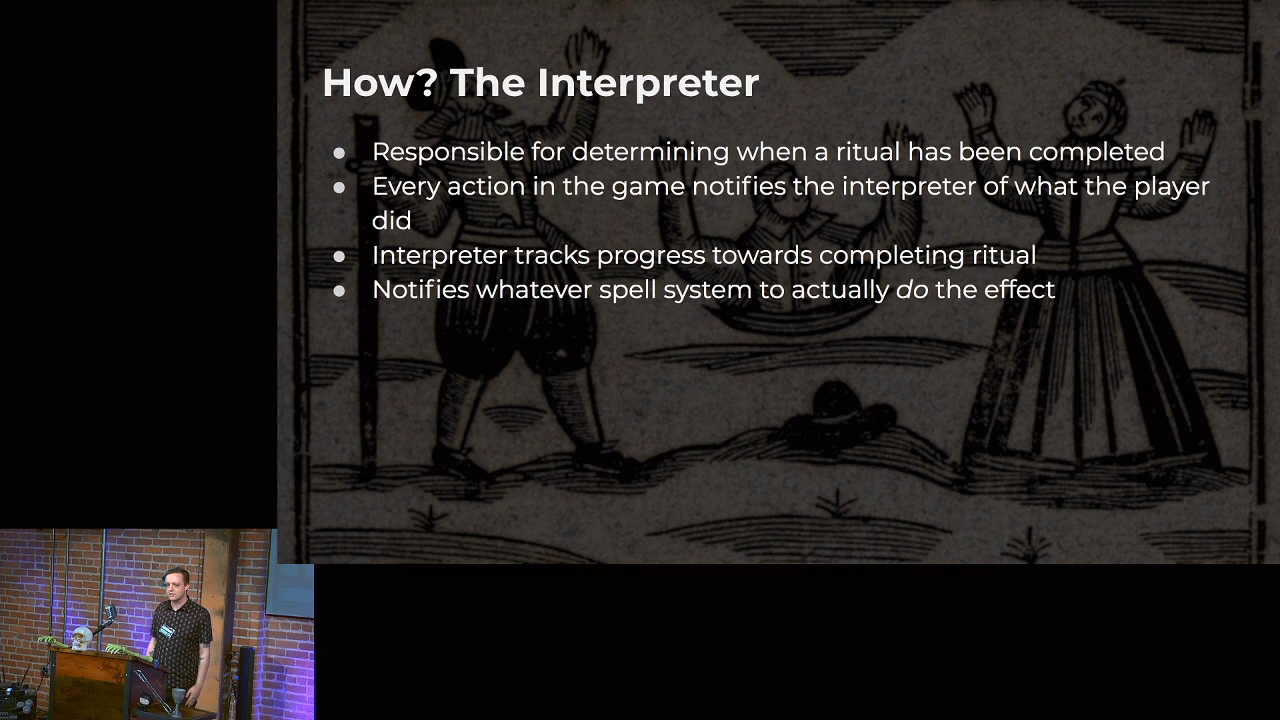 How? The Interpreter
● Responsible for determining when a ritual has been completed
● Every action in the game notifies the interpreter of what the player
did
● Interpreter tracks progress towards completing ritual
● Notifies whatever spell system to actually do the effect